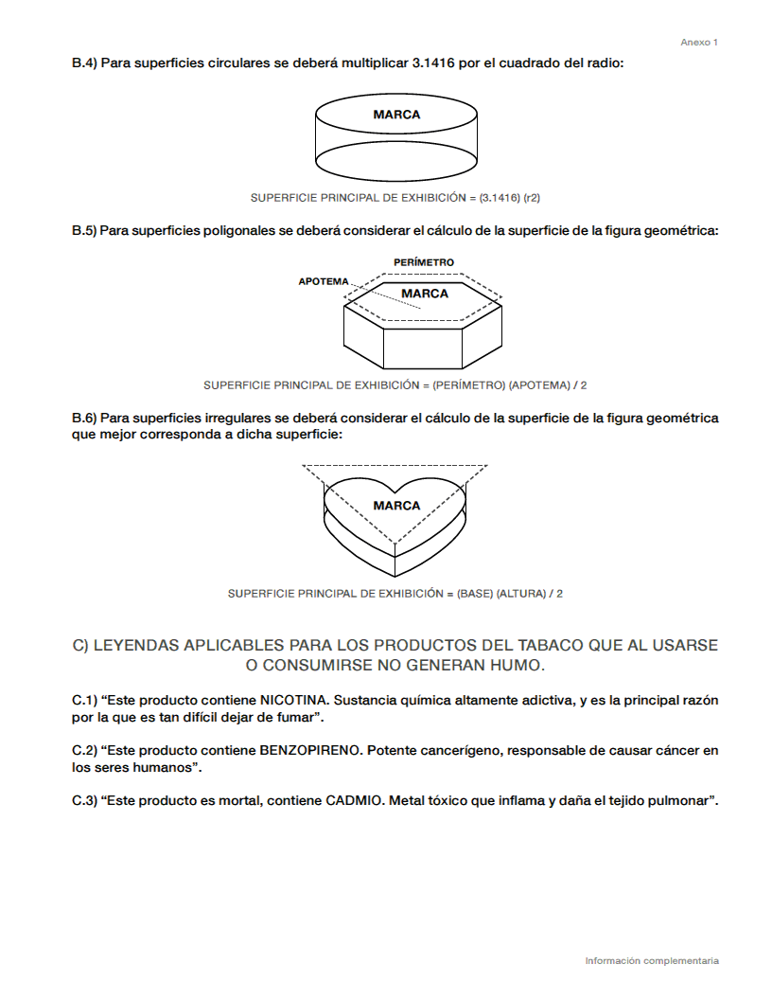 Anexo 1
B.4) Para superficies circulares se deberá multiplicar 3.1416 por el cuadrado del radio:
MARCA
SUPERFICIE PRINCIPAL DE EXHIBICIÓN = (3.1416) (r2)
B.5) Para superficies poligonales se deberá considerar el cálculo de la superficie de la figura geométrica:
PERÍMETRO
APOTEMA
MARCA
SUPERFICIE PRINCIPAL DE EXHIBICIÓN = (PERÍMETRO) (APOTEMA) / 2
B.6) Para superficies irregulares se deberá considerar el cálculo de la superficie de la figura geométrica
que mejor corresponda a dicha superficie:
MARCA
SUPERFICIE PRINCIPAL DE EXHIBICIÓN = (BASE) (ALTURA) / 2
C) LEYENDAS APLICABLES PARA LOS PRODUCTOS DEL TABACO QUE AL USARSE
O CONSUMIRSE NO GENERAN HUMO.
C.1) “Este producto contiene NICOTINA. Sustancia química altamente adictiva, y es la principal razón
por la que es tan difícil dejar de fumar”.
C.2) “Este producto contiene BENZOPIRENO. Potente cancerígeno, responsable de causar cáncer en
los seres humanos”.
C.3) “Este producto es mortal, contiene CADMIO. Metal tóxico que inflama y daña el tejido pulmonar”.
Información complementaria